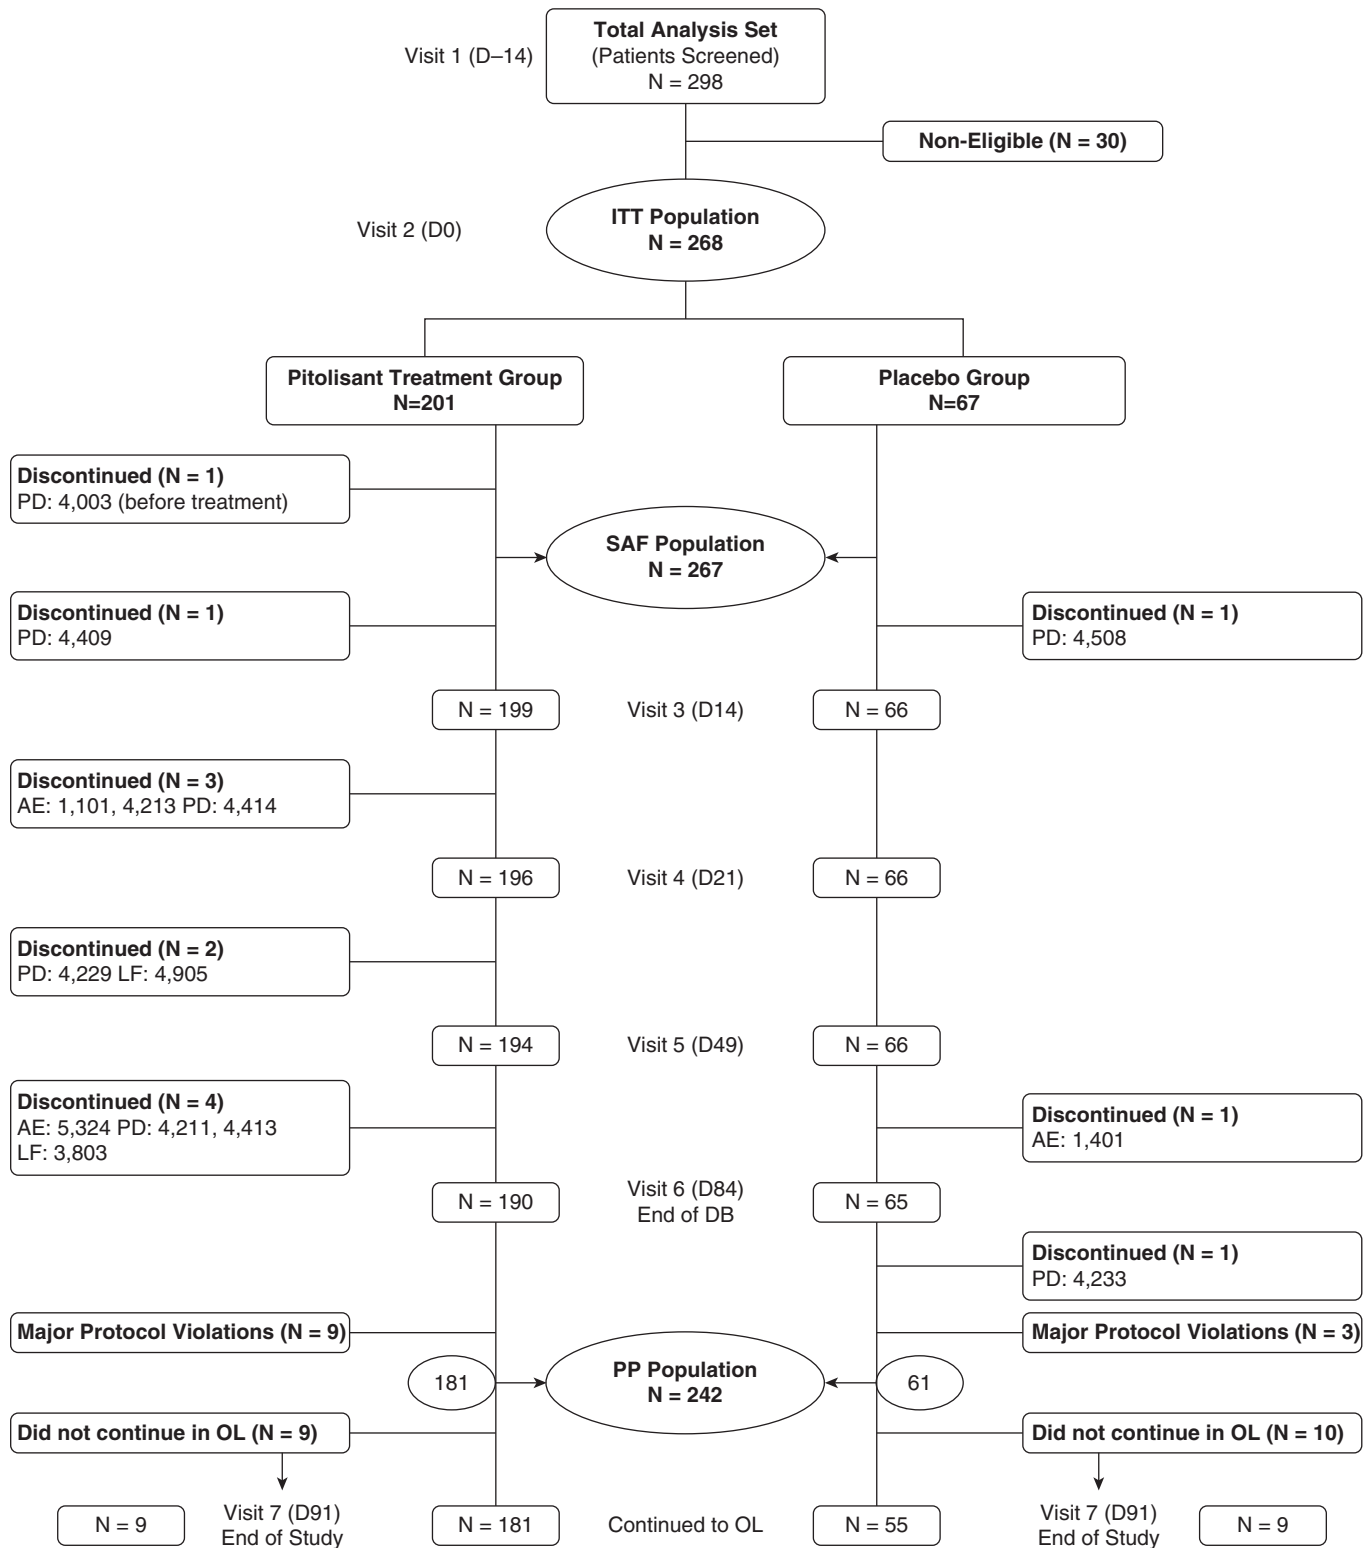 Total Analysis Set
(Patients Screened)
N = 298
Visit 1 (D–14)
Non-Eligible (N = 30)
ITT Population
N = 268
Visit 2 (D0)
Pitolisant Treatment Group
N=201
Placebo Group
N=67
Discontinued (N = 1)
PD: 4,003 (before treatment)
SAF Population
N = 267
Discontinued (N = 1)
PD: 4,409
Discontinued (N = 1)
PD: 4,508
N = 199
Visit 3 (D14)
N = 66
Discontinued (N = 3)
AE: 1,101, 4,213 PD: 4,414
N = 196
Visit 4 (D21)
N = 66
Discontinued (N = 2)
PD: 4,229 LF: 4,905
N = 194
Visit 5 (D49)
N = 66
Discontinued (N = 4)
AE: 5,324 PD: 4,211, 4,413
LF: 3,803
Discontinued (N = 1)
AE: 1,401
N = 190
Visit 6 (D84)
End of DB
N = 65
Discontinued (N = 1)
PD: 4,233
Major Protocol Violations (N = 9)
Major Protocol Violations (N = 3)
181
PP Population
N = 242
61
Did not continue in OL (N = 9)
Did not continue in OL (N = 10)
N = 9
Visit 7 (D91)
End of Study
N = 181
Continued to OL
N = 55
Visit 7 (D91)
End of Study
N = 9